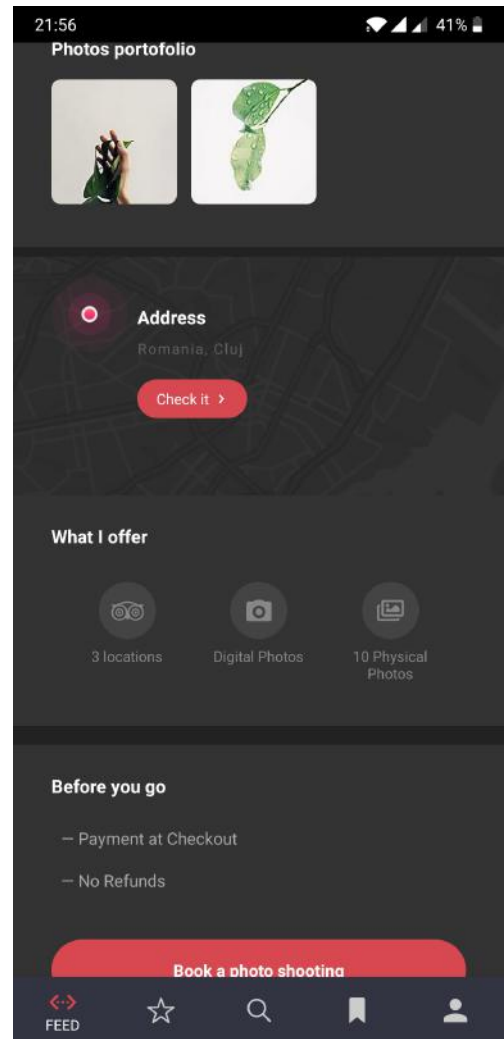 21:56
41%
Photos portofolio
Address
Romania, Cluj
Check it
What I offer
3 locations
Digital Photos
10 Physical
Photos
Before you go
— Payment at Checkout
— No Refunds
Book a photo shooting
FEED